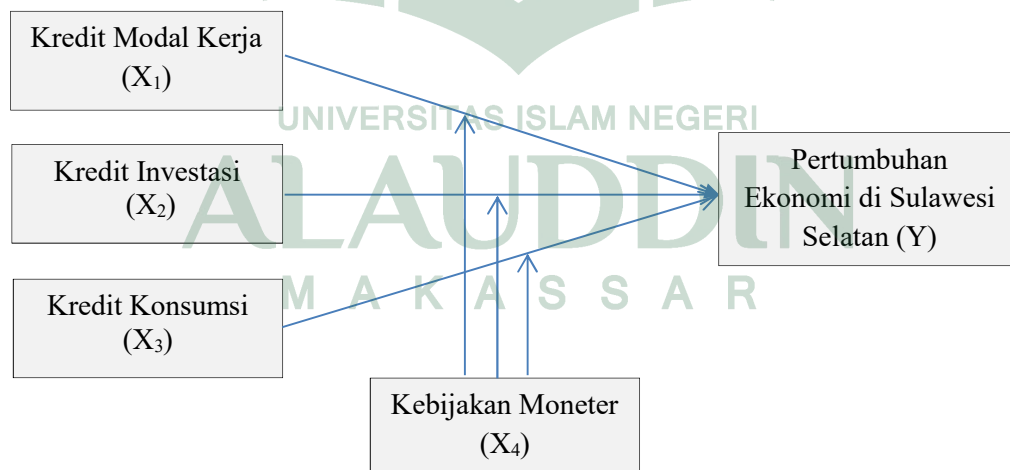 Kredit Modal Kerja
(X₁)
UNIVERSITAS ISLAM NEGERI
Kredit Investasi
(X₂)
Pertumbuhan
Ekonomi di Sulawesi
Selatan (Y)
ALAUDDIN
MAKASSAR
Kredit Konsumsi
(X₃)
Kebijakan Moneter
(X₄)